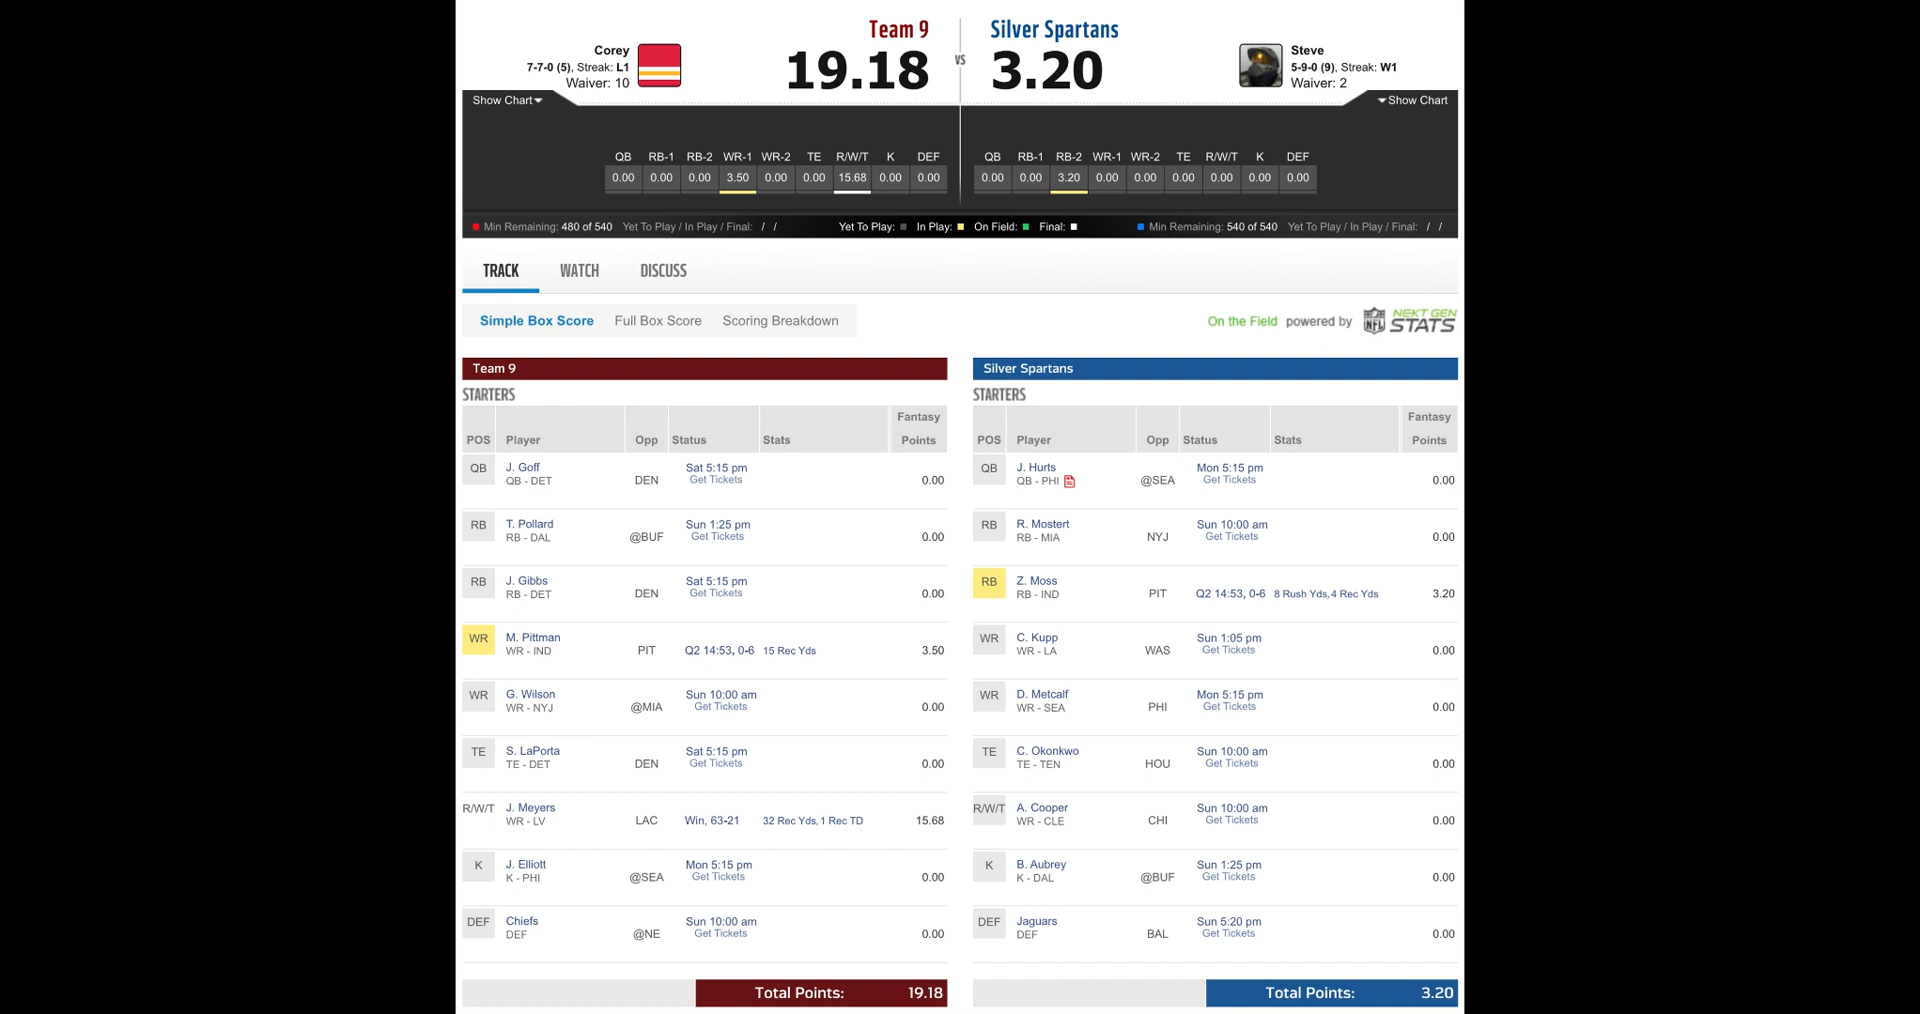 Team 9
Silver Spartans
Corey
7-7-0 (5), Streak: L1
Waiver: 10
19.18
VS
3.20
Steve
5-9-0 (9), Streak: W1
Waiver: 2
Show Chart
Show Chart
QB RB-1 RB-2 WR-1 WR-2 TE R/W/T K DEF
0.00 0.00 0.00 3.50 0.00 0.00 15.68 0.00 0.00
QB RB-1 RB-2 WR-1 WR-2 TE R/W/T K DEF
0.00 0.00 3.20 0.00 0.00 0.00 0.00 0.00 0.00
Min Remaining: 480 of 540 Yet To Play / In Play / Final: / /
Yet To Play: In Play: On Field: Final:
Min Remaining: 540 of 540 Yet To Play / In Play / Final: / /
TRACK WATCH DISCUSS
Simple Box Score Full Box Score Scoring Breakdown
On the Field powered by NFL NEXT GEN STATS
Team 9
STARTERS
POS Player Opp Status Stats Fantasy Points
QB J. Goff Sat 5:15 pm
QB - DET DEN Get Tickets 0.00
RB T. Pollard Sun 1:25 pm
RB - DAL @BUF Get Tickets 0.00
RB J. Gibbs Sat 5:15 pm
RB - DET DEN Get Tickets 0.00
WR M. Pittman
WR - IND PIT Q2 14:53, 0-6 15 Rec Yds 3.50
WR G. Wilson Sun 10:00 am
WR - NYJ @MIA Get Tickets 0.00
TE S. LaPorta Sat 5:15 pm
TE - DET DEN Get Tickets 0.00
R/W/T J. Meyers
WR - LV LAC Win, 63-21 32 Rec Yds, 1 Rec TD 15.68
K J. Elliott Mon 5:15 pm
K - PHI @SEA Get Tickets 0.00
DEF Chiefs Sun 10:00 am
DEF @NE Get Tickets 0.00
Total Points: 19.18
Silver Spartans
STARTERS
POS Player Opp Status Stats Fantasy Points
QB J. Hurts Mon 5:15 pm
QB - PHI @SEA Get Tickets 0.00
RB R. Mostert Sun 10:00 am
RB - MIA NYJ Get Tickets 0.00
RB Z. Moss
RB - IND PIT Q2 14:53, 0-6 8 Rush Yds, 4 Rec Yds 3.20
WR C. Kupp Sun 1:05 pm
WR - LA WAS Get Tickets 0.00
WR D. Metcalf Mon 5:15 pm
WR - SEA PHI Get Tickets 0.00
TE C. Okonkwo Sun 10:00 am
TE - TEN HOU Get Tickets 0.00
R/W/T A. Cooper Sun 10:00 am
WR - CLE CHI Get Tickets 0.00
K B. Aubrey Sun 1:25 pm
K - DAL @BUF Get Tickets 0.00
DEF Jaguars Sun 5:20 pm
DEF BAL Get Tickets 0.00
Total Points: 3.20